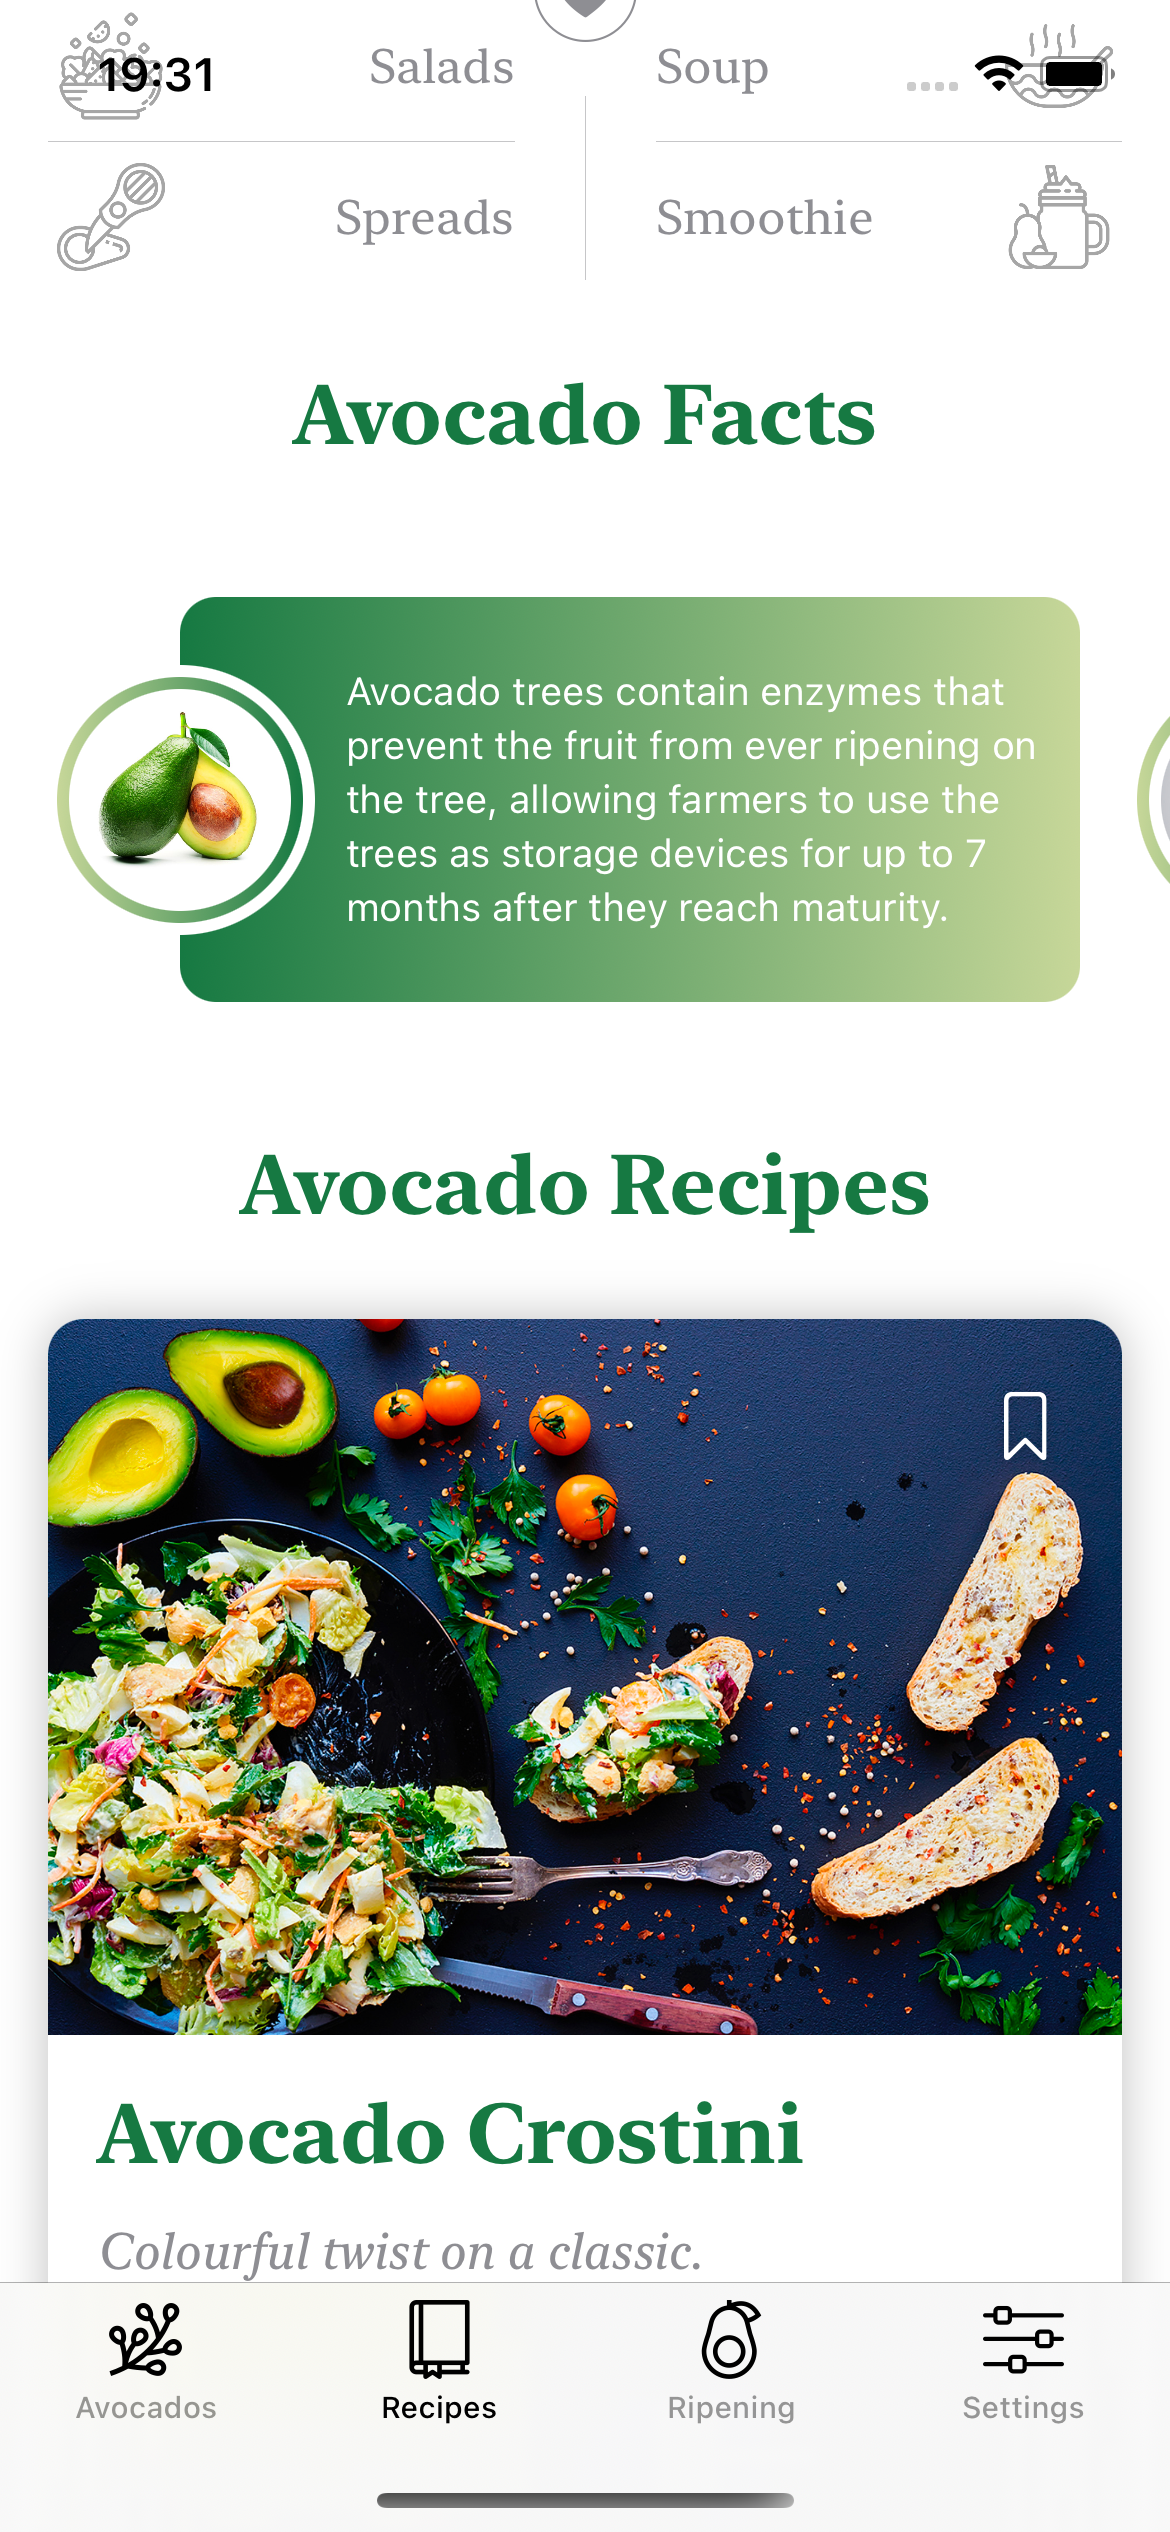 19:31
Salads
Soup
Spreads
Smoothie
Avocado Facts
Avocado trees contain enzymes that
prevent the fruit from ever ripening on
the tree, allowing farmers to use the
trees as storage devices for up to 7
months after they reach maturity.
Avocado Recipes
Avocado Crostini
Colourful twist on a classic.
Avocados
Recipes
Ripening
Settings